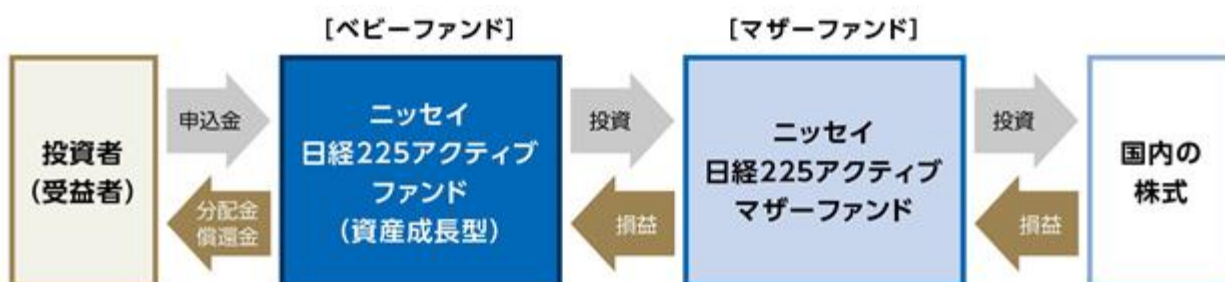 [ベビーファンド]
[マザーファンド]
投資者
(受益者)
申込金
分配金
償還金
ニッセイ
日経225アクティブ
ファンド
(資産成長型)
投資
損益
ニッセイ
日経225アクティブ
マザーファンド
投資
損益
国内の
株式